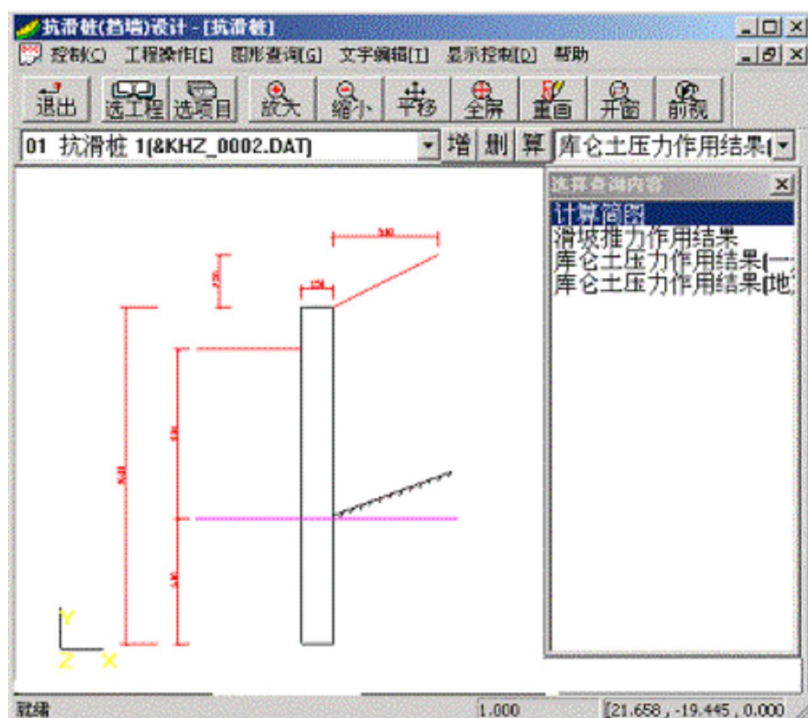 抗滑桩(挡墙)设计 - [抗滑桩]
控制(C) 工程操作[E] 图形查询[G] 文字编辑[T] 显示控制[D] 帮助
退出 选工程 选项目 放大 缩小 平移 全屏 重画 开窗 前视
01 抗滑桩 1(&KHZ_0002.DAT) 增 删 算 库仑土压力作用结果(
选择查询内容
计算简图
滑坡推力作用结果
库仑土压力作用结果(一
库仑土压力作用结果(地
Y
Z X
就绪 1.000 [21.658 , -19.445 , 0.000